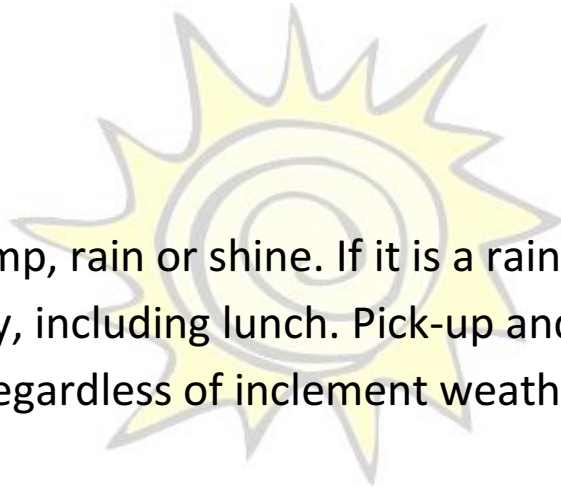 mp, rain or shine. If it is a rain
y, including lunch. Pick-up and
egardless of inclement weath